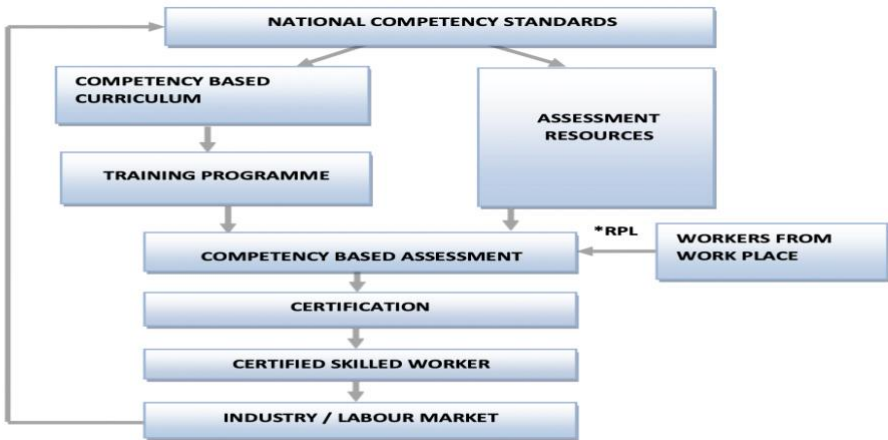 NATIONAL COMPETENCY STANDARDS
COMPETENCY BASED
CURRICULUM
ASSESSMENT
RESOURCES
TRAINING PROGRAMME
*RPL
WORKERS FROM
WORK PLACE
COMPETENCY BASED ASSESSMENT
CERTIFICATION
CERTIFIED SKILLED WORKER
INDUSTRY / LABOUR MARKET